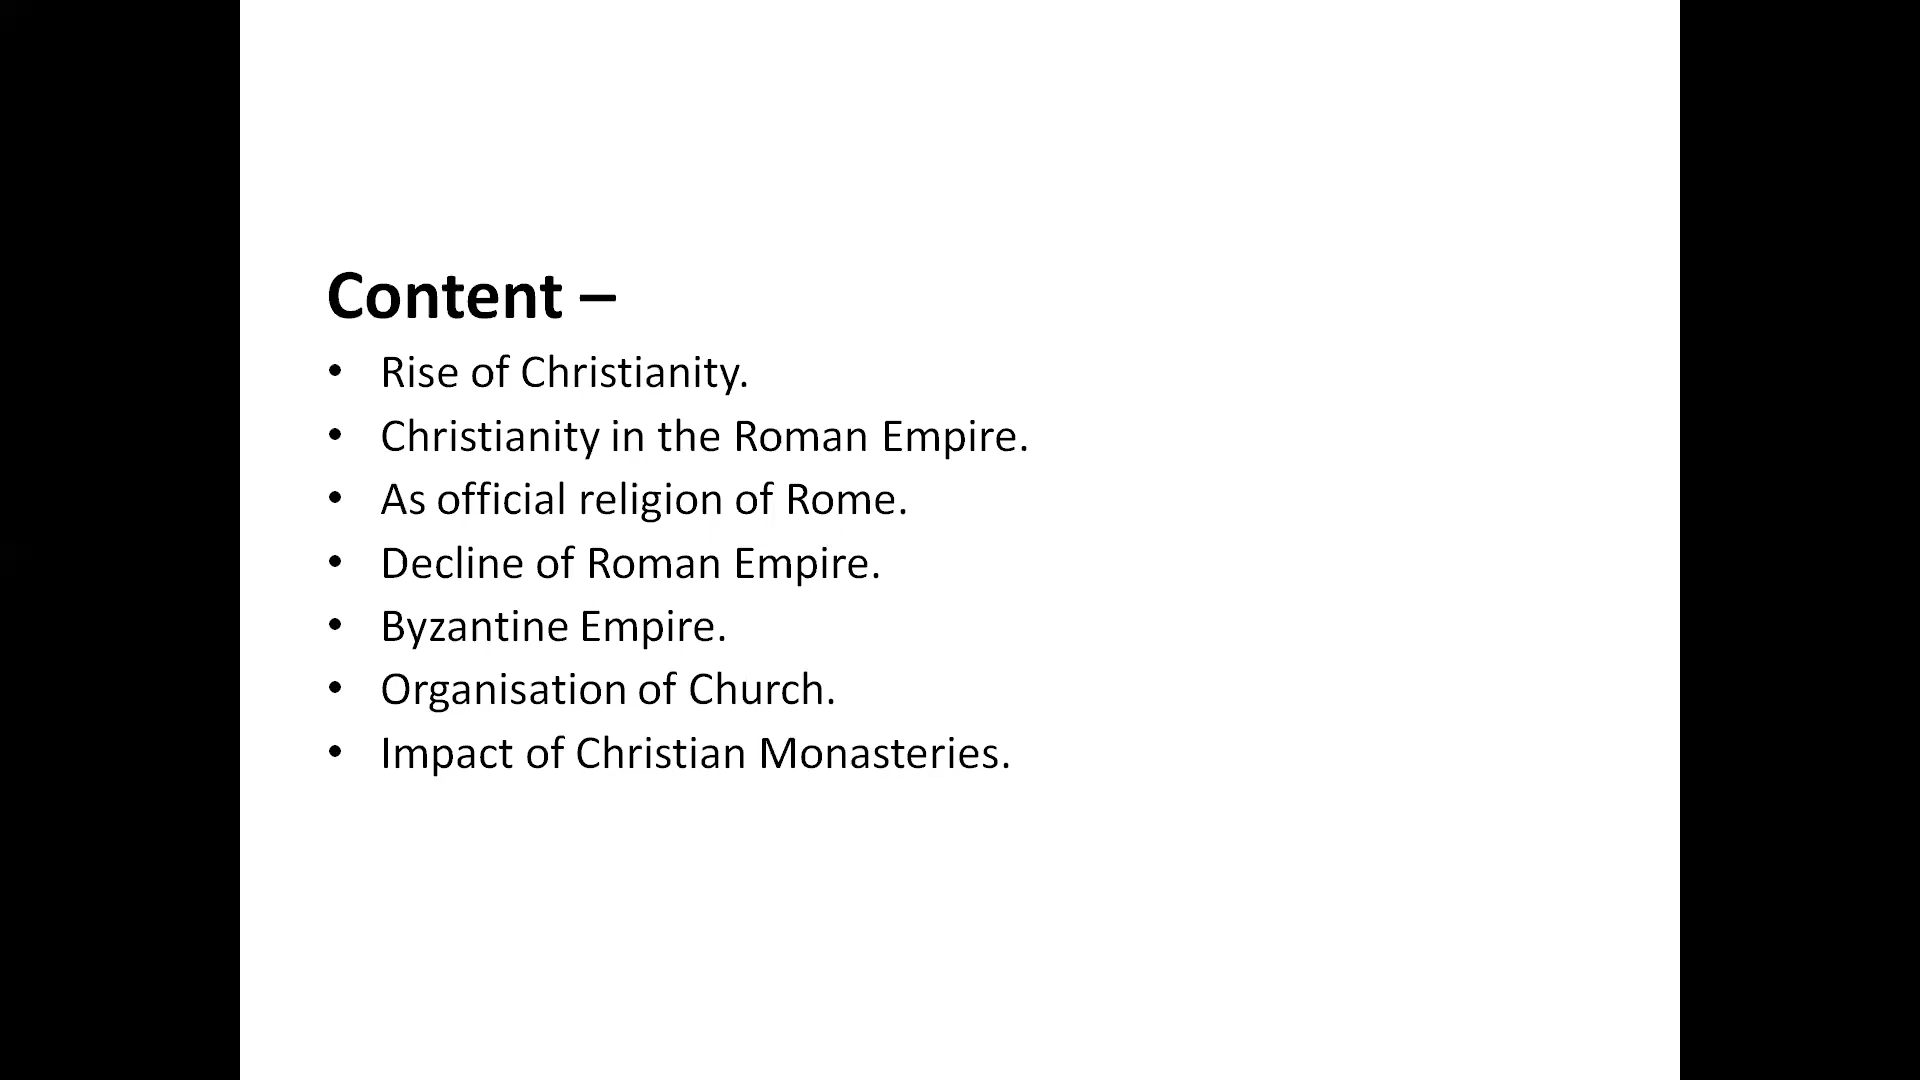 Content –
• Rise of Christianity.
• Christianity in the Roman Empire.
• As official religion of Rome.
• Decline of Roman Empire.
• Byzantine Empire.
• Organisation of Church.
• Impact of Christian Monasteries.